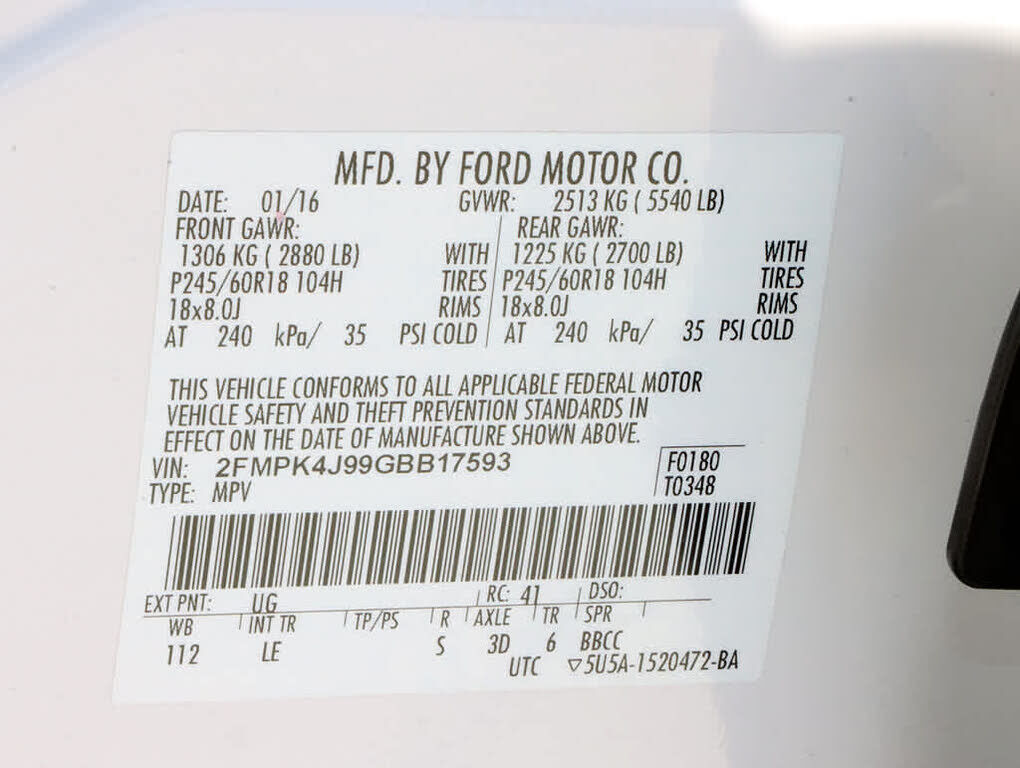 MFD. BY FORD MOTOR CO.
DATE: 01/16 GVWR: 2513 KG ( 5540 LB)
FRONT GAWR: REAR GAWR:
1306 KG ( 2880 LB) WITH 1225 KG ( 2700 LB) WITH
P245/60R18 104H TIRES P245/60R18 104H TIRES
18x8.0J RIMS 18x8.0J RIMS
AT 240 kPa/ 35 PSI COLD AT 240 kPa/ 35 PSI COLD
THIS VEHICLE CONFORMS TO ALL APPLICABLE FEDERAL MOTOR
VEHICLE SAFETY AND THEFT PREVENTION STANDARDS IN
EFFECT ON THE DATE OF MANUFACTURE SHOWN ABOVE.
VIN: 2FMPK4J99GBB17593 F0180
TYPE: MPV T0348
EXT PNT: UG RC: 41 DSO:
WB INT TR TP/PS R AXLE TR SPR
112 LE S 3D 6 BBCC
UTC ▽5U5A-1520472-BA